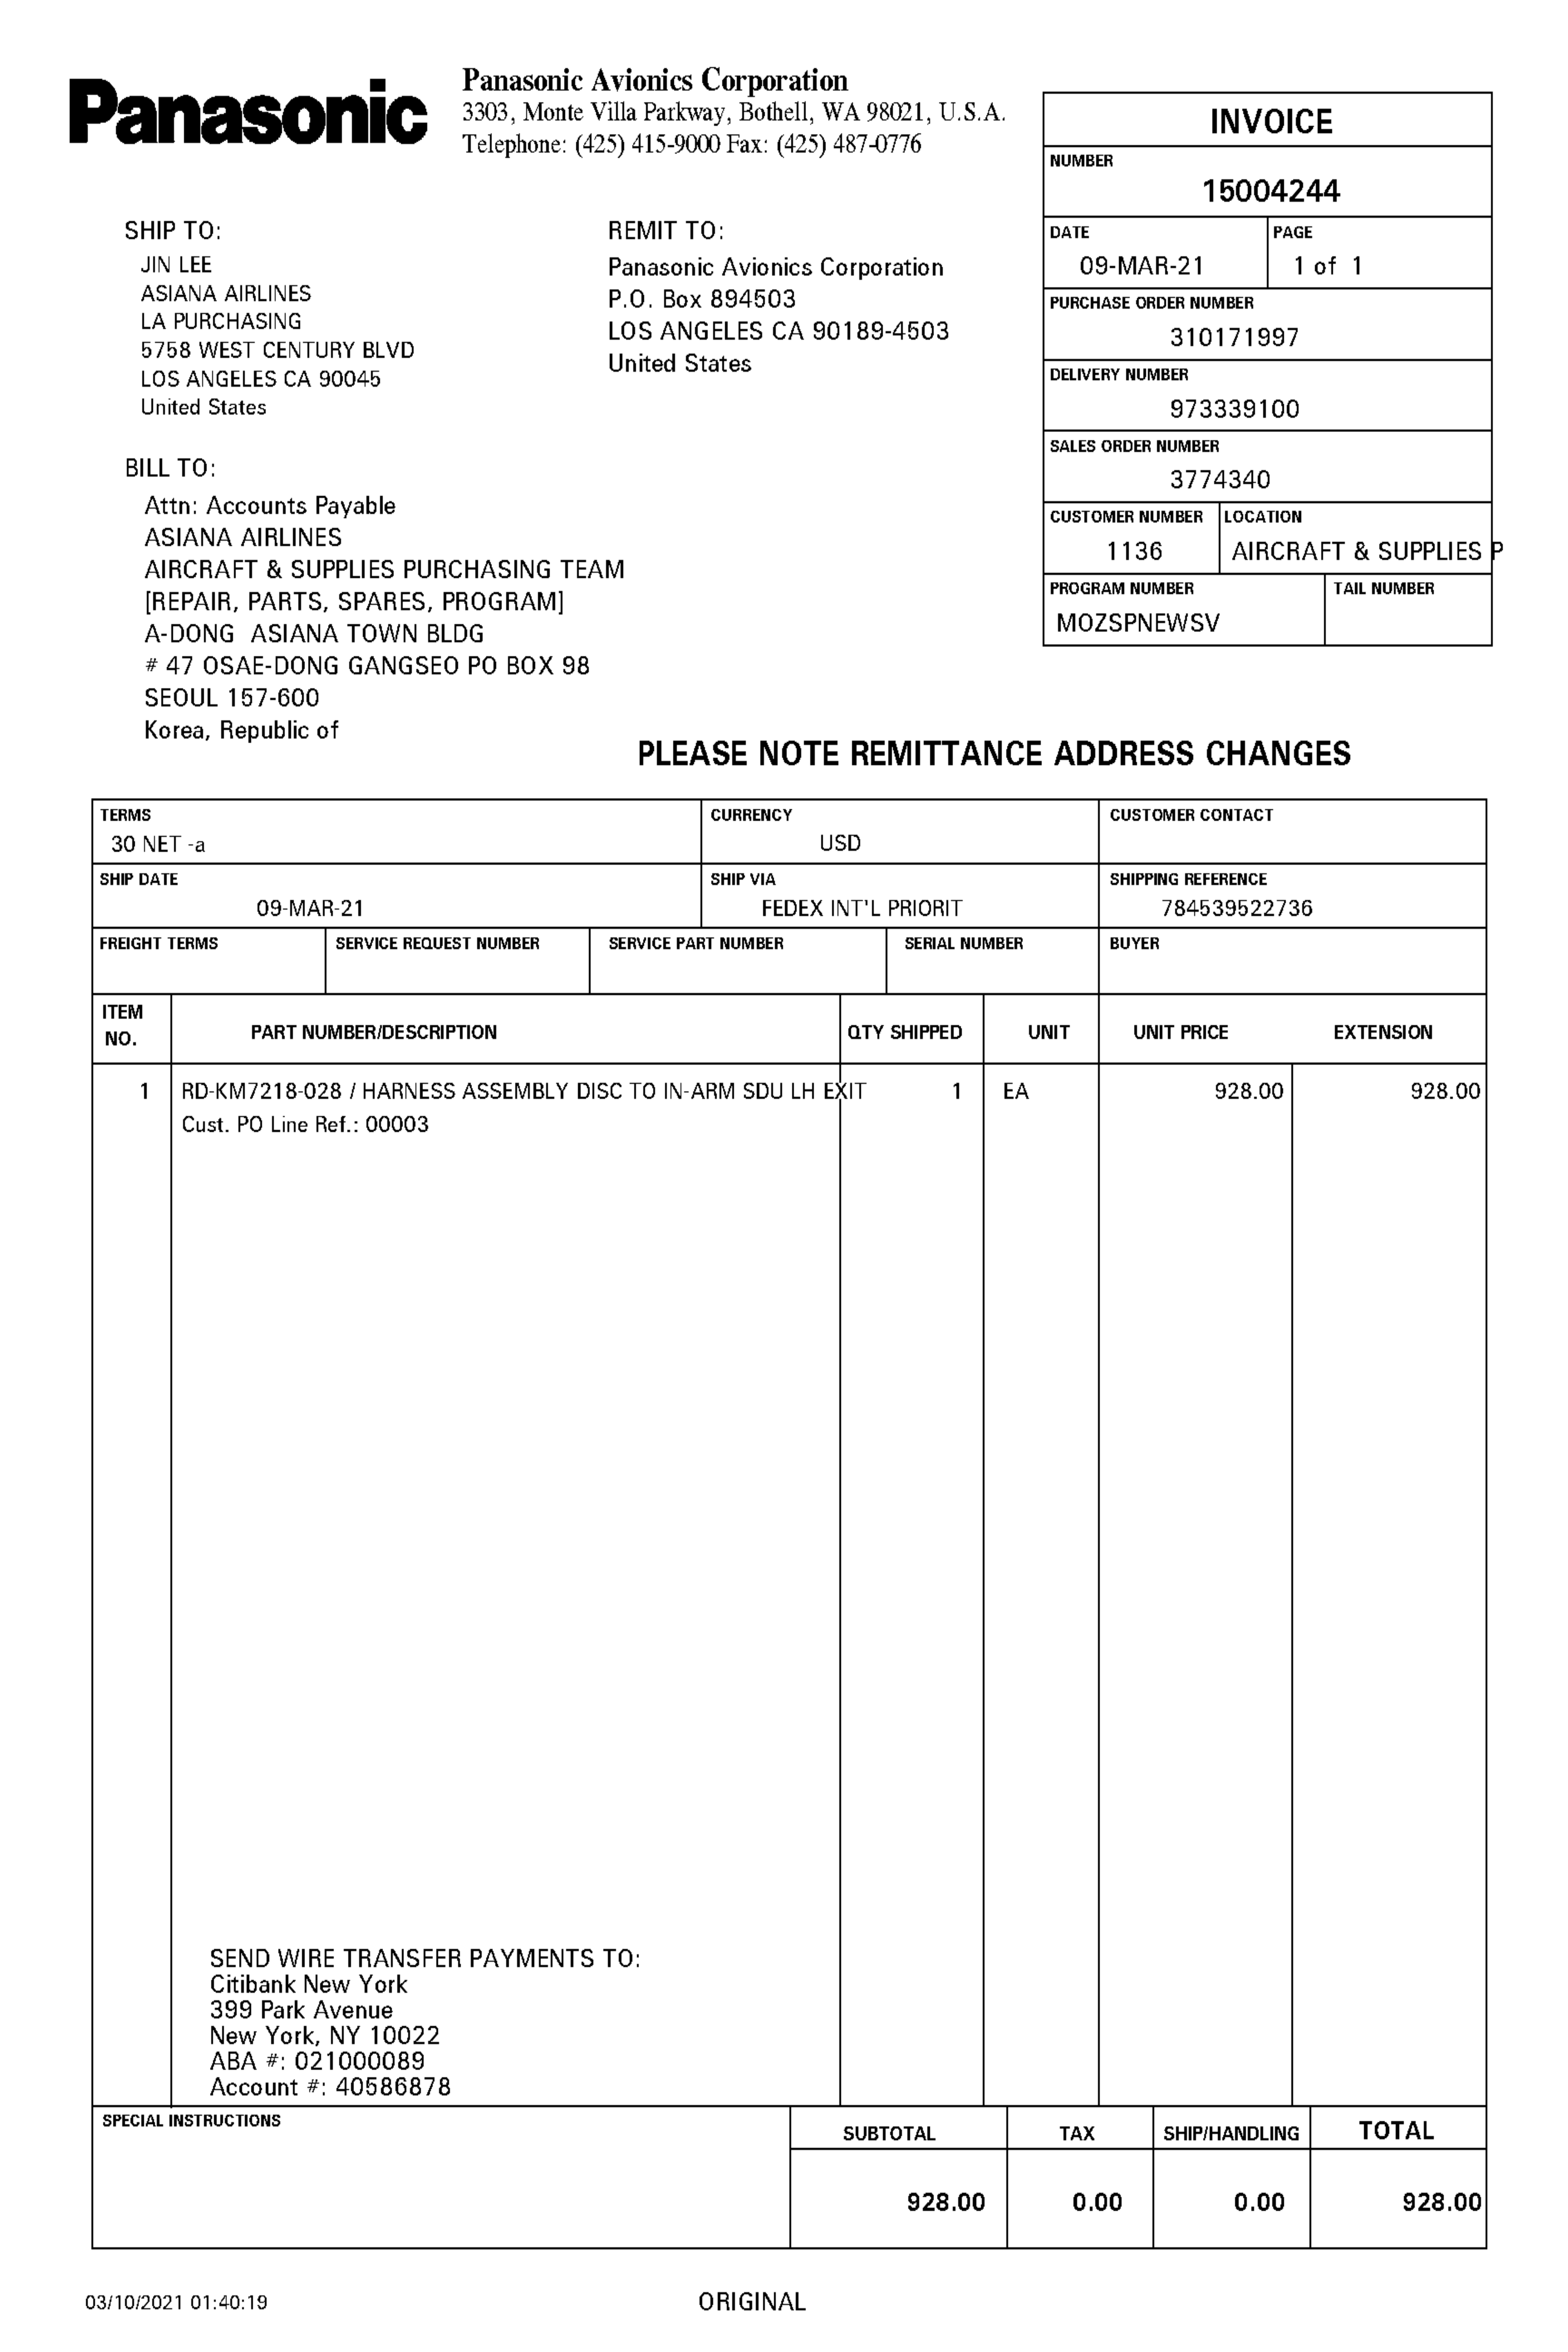 Panasonic
Panasonic Avionics Corporation
3303, Monte Villa Parkway, Bothell, WA 98021, U.S.A.
Telephone: (425) 415-9000 Fax: (425) 487-0776
INVOICE
NUMBER
15004244
DATE
09-MAR-21
PAGE
1 of 1
PURCHASE ORDER NUMBER
310171997
DELIVERY NUMBER
973339100
SALES ORDER NUMBER
3774340
CUSTOMER NUMBER
1136
LOCATION
AIRCRAFT & SUPPLIES P
PROGRAM NUMBER
MOZSPNEWSV
TAIL NUMBER
SHIP TO:
JIN LEE
ASIANA AIRLINES
LA PURCHASING
5758 WEST CENTURY BLVD
LOS ANGELES CA 90045
United States
REMIT TO:
Panasonic Avionics Corporation
P.O. Box 894503
LOS ANGELES CA 90189-4503
United States
BILL TO:
Attn: Accounts Payable
ASIANA AIRLINES
AIRCRAFT & SUPPLIES PURCHASING TEAM
[REPAIR, PARTS, SPARES, PROGRAM]
A-DONG ASIANA TOWN BLDG
# 47 OSAE-DONG GANGSEO PO BOX 98
SEOUL 157-600
Korea, Republic of
PLEASE NOTE REMITTANCE ADDRESS CHANGES
TERMS
30 NET -a
CURRENCY
USD
CUSTOMER CONTACT
SHIP DATE
09-MAR-21
SHIP VIA
FEDEX INT'L PRIORIT
SHIPPING REFERENCE
784539522736
FREIGHT TERMS
SERVICE REQUEST NUMBER
SERVICE PART NUMBER
SERIAL NUMBER
BUYER
ITEM NO.
PART NUMBER/DESCRIPTION
QTY SHIPPED
UNIT
UNIT PRICE
EXTENSION
1 RD-KM7218-028 / HARNESS ASSEMBLY DISC TO IN-ARM SDU LH EXIT 1 EA 928.00 928.00
Cust. PO Line Ref.: 00003
SEND WIRE TRANSFER PAYMENTS TO:
Citibank New York
399 Park Avenue
New York, NY 10022
ABA #: 021000089
Account #: 40586878
SPECIAL INSTRUCTIONS
SUBTOTAL TAX SHIP/HANDLING TOTAL
928.00 0.00 0.00 928.00
03/10/2021 01:40:19
ORIGINAL